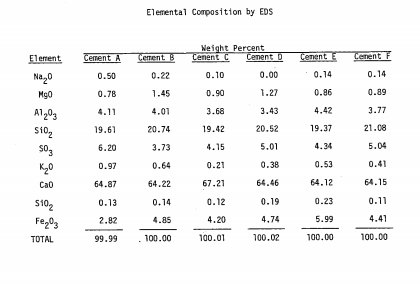 Elemental Composition by EDS
Weight Percent
Element Cement A Cement B Cement C Cement D Cement E Cement F
Na2O 0.50 0.22 0.10 0.00 0.14 0.14
MgO 0.78 1.45 0.90 1.27 0.86 0.89
Al2O3 4.11 4.01 3.68 3.43 4.42 3.77
SiO2 19.61 20.74 19.42 20.52 19.37 21.08
SO3 6.20 3.73 4.15 5.01 4.34 5.04
K2O 0.97 0.64 0.21 0.38 0.53 0.41
CaO 64.87 64.22 67.21 64.46 64.12 64.15
SiO2 0.13 0.14 0.12 0.19 0.23 0.11
Fe2O3 2.82 4.85 4.20 4.74 5.99 4.41
TOTAL 99.99 100.00 100.01 100.02 100.00 100.00